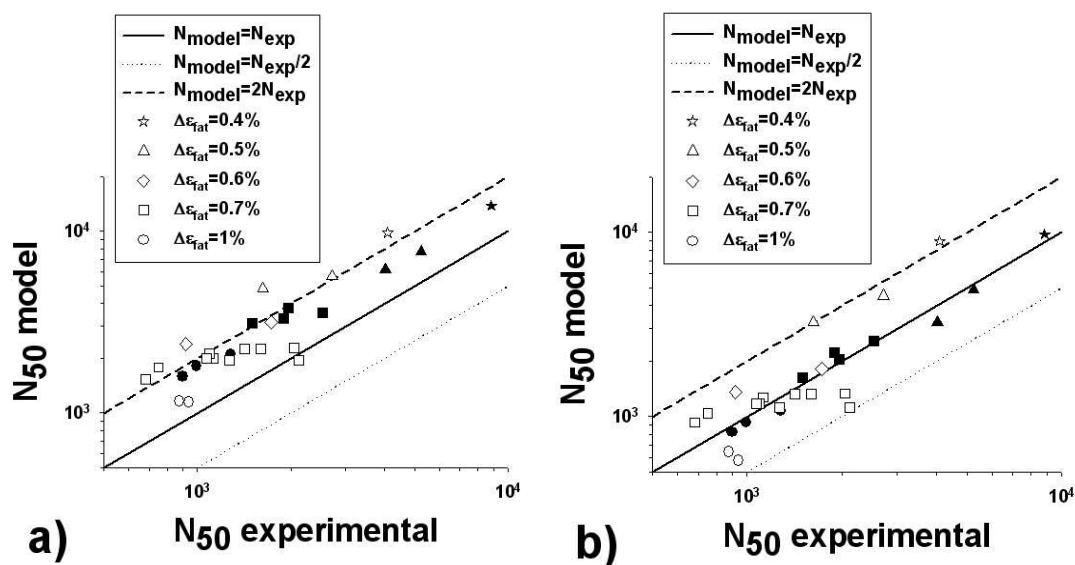 N50 model
N_model=N_exp
N_model=N_exp/2
N_model=2N_exp
Δε_fat=0.4%
Δε_fat=0.5%
Δε_fat=0.6%
Δε_fat=0.7%
Δε_fat=1%
10^4
10^3
10^3 10^4
N50 experimental
a)
N50 model
N_model=N_exp
N_model=N_exp/2
N_model=2N_exp
Δε_fat=0.4%
Δε_fat=0.5%
Δε_fat=0.6%
Δε_fat=0.7%
Δε_fat=1%
10^4
10^3
10^3 10^4
N50 experimental
b)